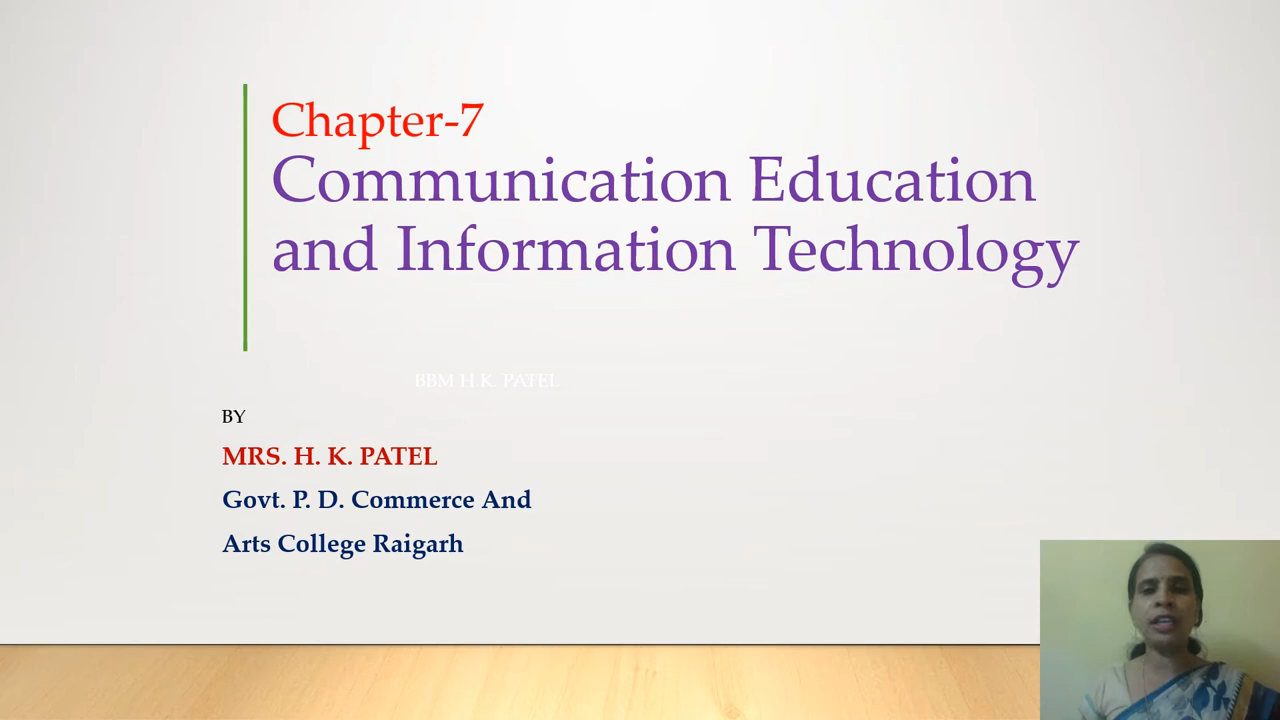 Chapter-7
Communication Education
and Information Technology
BBM H.K. PATEL
BY
MRS. H. K. PATEL
Govt. P. D. Commerce And
Arts College Raigarh